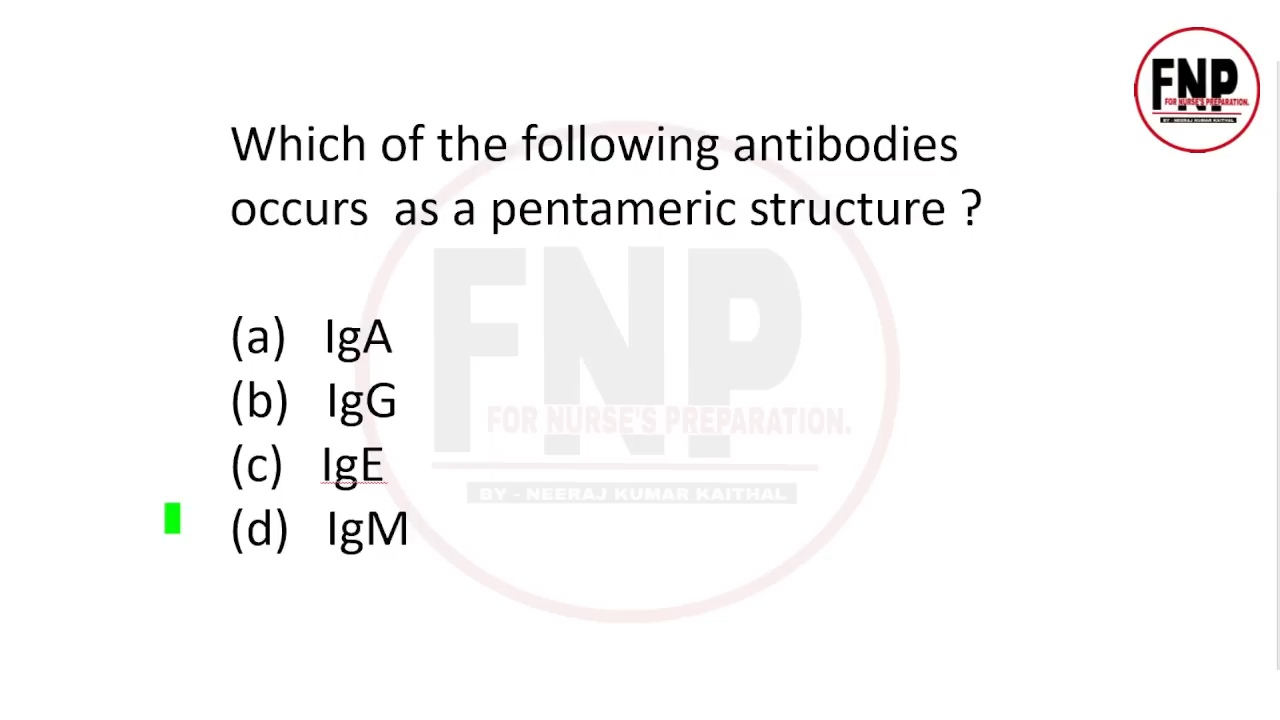 FNP
FOR NURSE'S PREPARATION.
BY - NEERAJ KUMAR KAITHAL
Which of the following antibodies
occurs as a pentameric structure ?
(a) IgA
(b) IgG
(c) IgE
(d) IgM
FNP
FOR NURSE'S PREPARATION.
BY - NEERAJ KUMAR KAITHAL